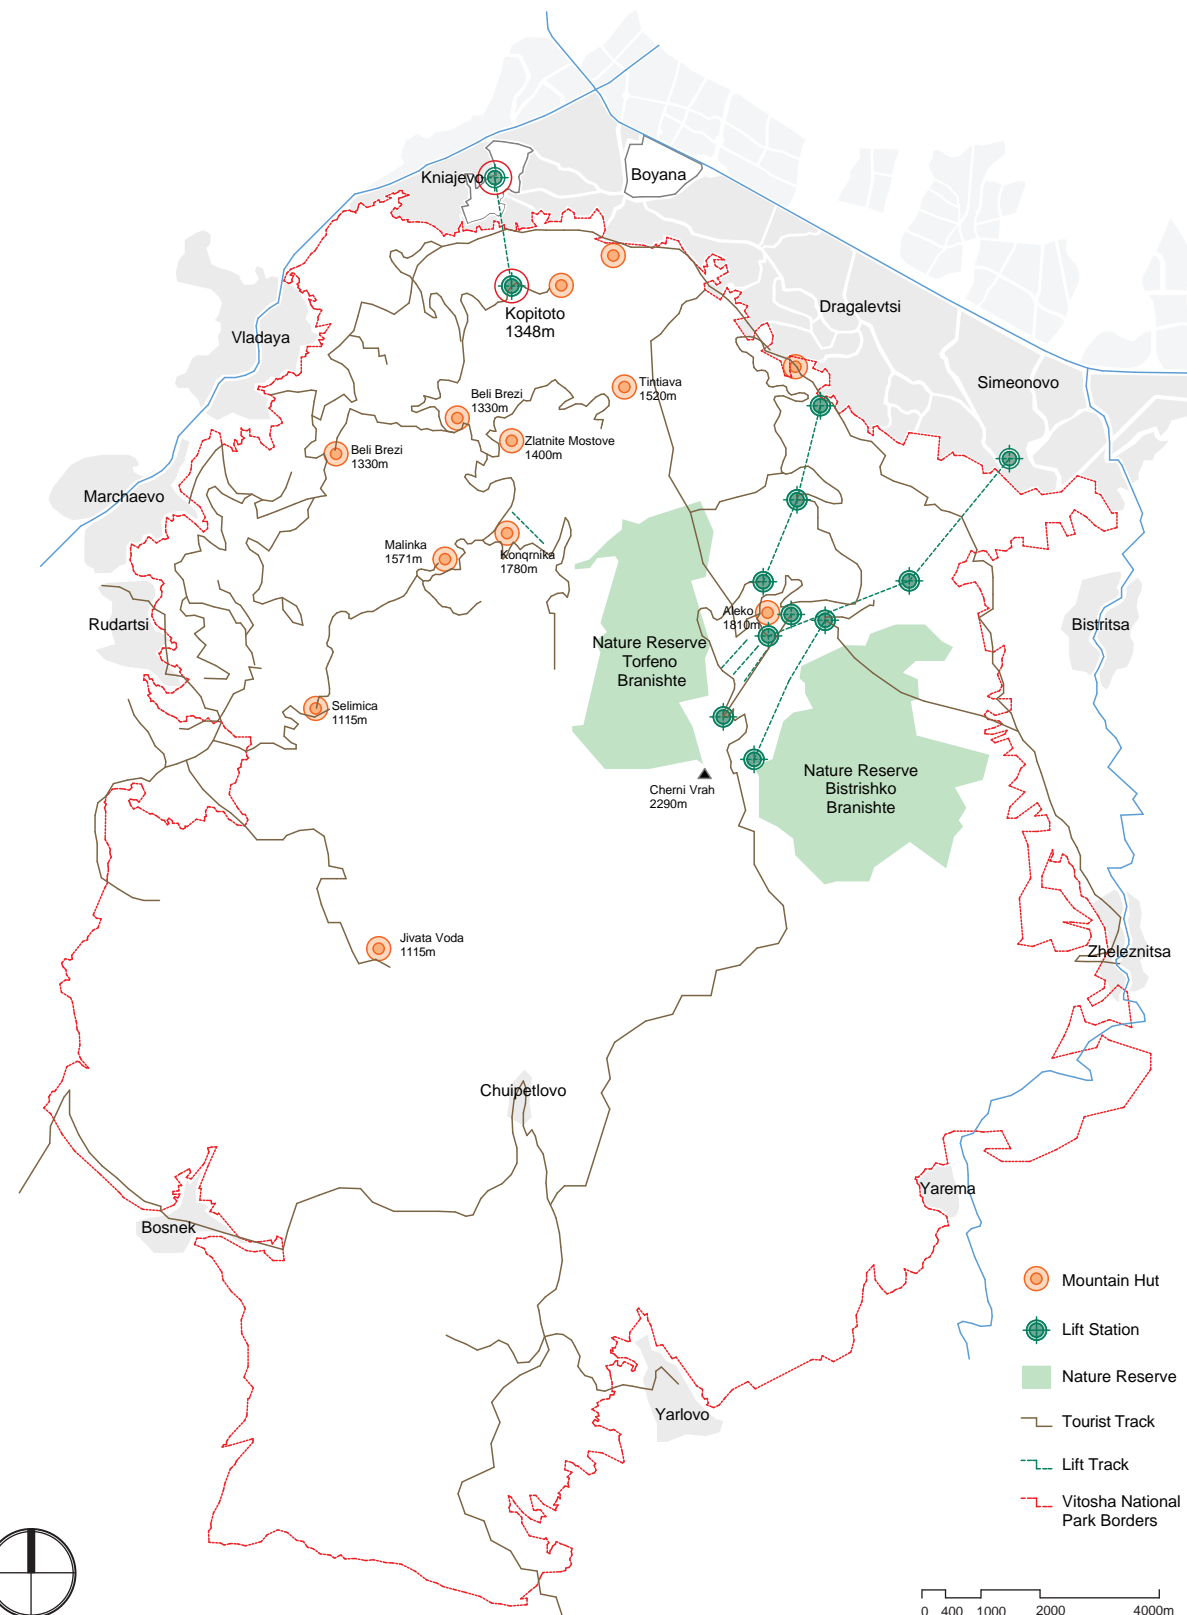 Kniajevo
Boyana
Kopitoto
1348m
Dragalevtsi
Vladaya
Simeonovo
Tintiava
1520m
Beli Brezi
1330m
Zlatnite Mostove
1400m
Beli Brezi
1330m
Marchaevo
Malinka
1571m
Konqrnika
1780m
Rudartsi
Aleko
1810m
Bistritsa
Nature Reserve
Torfeno
Branishte
Selimica
1115m
Cherni Vrah
2290m
Nature Reserve
Bistrishko
Branishte
Jivata Voda
1115m
Zheleznitsa
Chuipetlovo
Yarema
Bosnek
Yarlovo
Mountain Hut
Lift Station
Nature Reserve
Tourist Track
Lift Track
Vitosha National
Park Borders
0 400 1000 2000 4000m